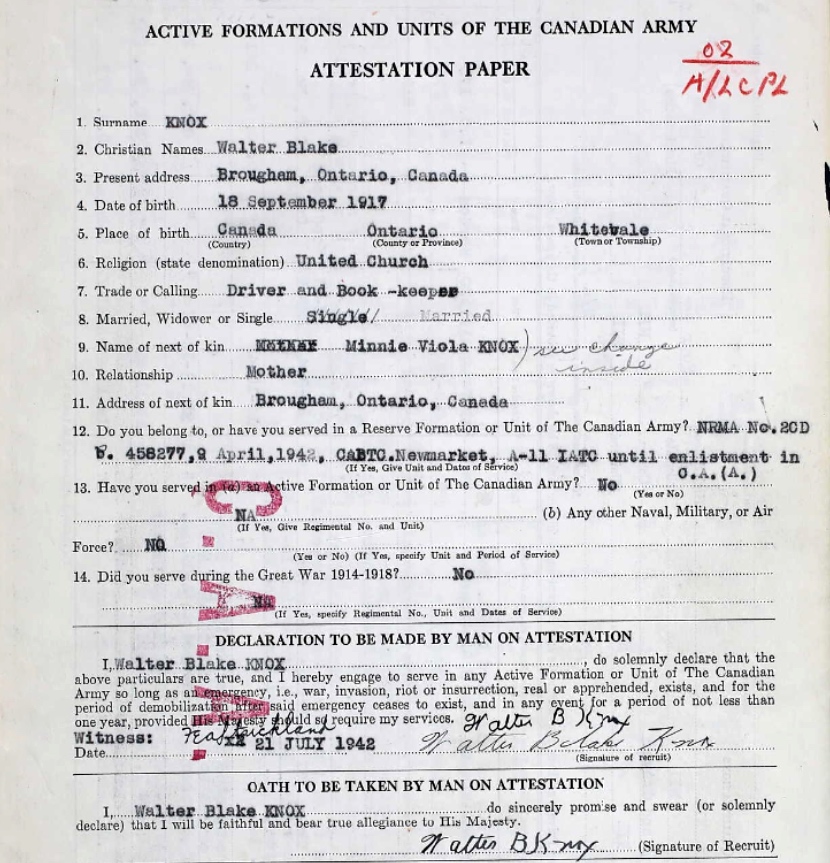 ACTIVE FORMATIONS AND UNITS OF THE CANADIAN ARMY
ATTESTATION PAPER
02
A/LCPL
1. Surname KNOX
2. Christian Names Walter Blake
3. Present address Brougham, Ontario, Canada
4. Date of birth 18 September 1917
5. Place of birth Canada Ontario Whitevale
(Country) (County or Province) (Town or Township)
6. Religion (state denomination) United Church
7. Trade or Calling Driver and Book -keeper
8. Married, Widower or Single Single Married
9. Name of next of kin Minnie Viola KNOX) see change
inside
10. Relationship Mother
11. Address of next of kin Brougham, Ontario, Canada
12. Do you belong to, or have you served in a Reserve Formation or Unit of The Canadian Army? NRMA No.2CD
458277,9 April,1942, CABTC.Newmarket, A-11 IATC until enlistment in
(If Yes, Give Unit and Dates of Service) C.A.(A.)
13. Have you served in (a) an Active Formation or Unit of The Canadian Army? No
(Yes or No)
NA (b) Any other Naval, Military, or Air
(If Yes, Give Regimental No. and Unit)
Force? NO
(Yes or No) (If Yes, specify Unit and Period of Service)
14. Did you serve during the Great War 1914-1918? No
NA
(If Yes, specify Regimental No., Unit and Dates of Service)
C.A.A.
DECLARATION TO BE MADE BY MAN ON ATTESTATION
I, Walter Blake KNOX, do solemnly declare that the
above particulars are true, and I hereby engage to serve in any Active Formation or Unit of The Canadian
Army so long as an emergency, i.e., war, invasion, riot or insurrection, real or apprehended, exists, and for the
period of demobilization after said emergency ceases to exist, and in any event for a period of not less than
one year, provided His Majesty should so require my services. Walter B Knox
Witness:
Date 21 JULY 1942 Walter Blake Knox
(Signature of recruit)
OATH TO BE TAKEN BY MAN ON ATTESTATION
I, Walter Blake KNOX do sincerely promise and swear (or solemnly
declare) that I will be faithful and bear true allegiance to His Majesty.
Walter B Knox (Signature of Recruit)